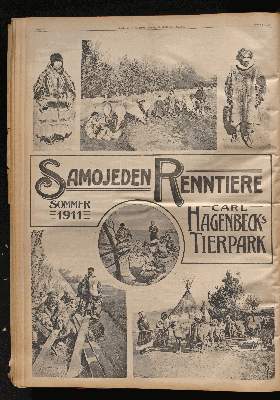 SAMOJEDEN RENNTIERE
SOMMER
1911
CARL
HAGENBECK'S
TIERPARK